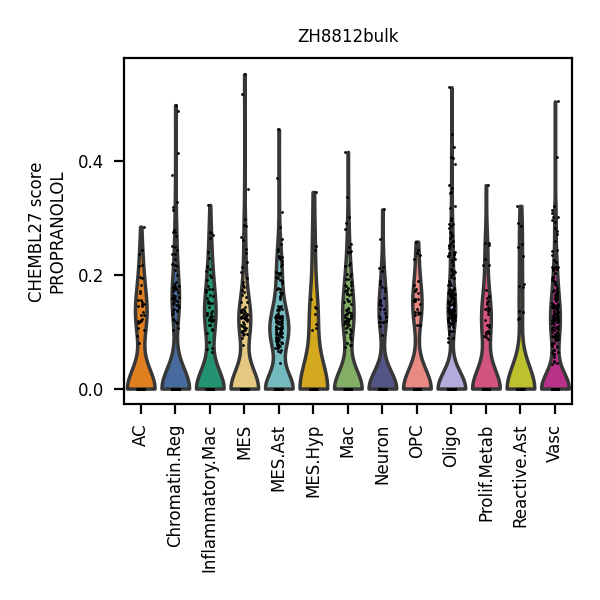 ZH8812bulk
CHEMBL27 score
PROPRANOLOL
0.4
0.2
0.0
AC
Chromatin.Reg
Inflammatory.Mac
MES
MES.Ast
MES.Hyp
Mac
Neuron
OPC
Oligo
Prolif.Metab
Reactive.Ast
Vasc